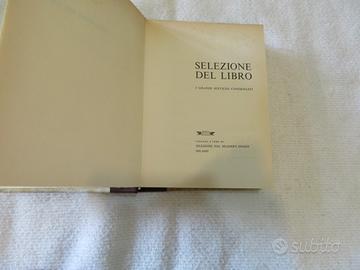 SELEZIONE
DEL LIBRO
I GRANDI SUCCESSI CONDENSATI
SELEZIONE DAL READER'S DIGEST
MILANO
subito